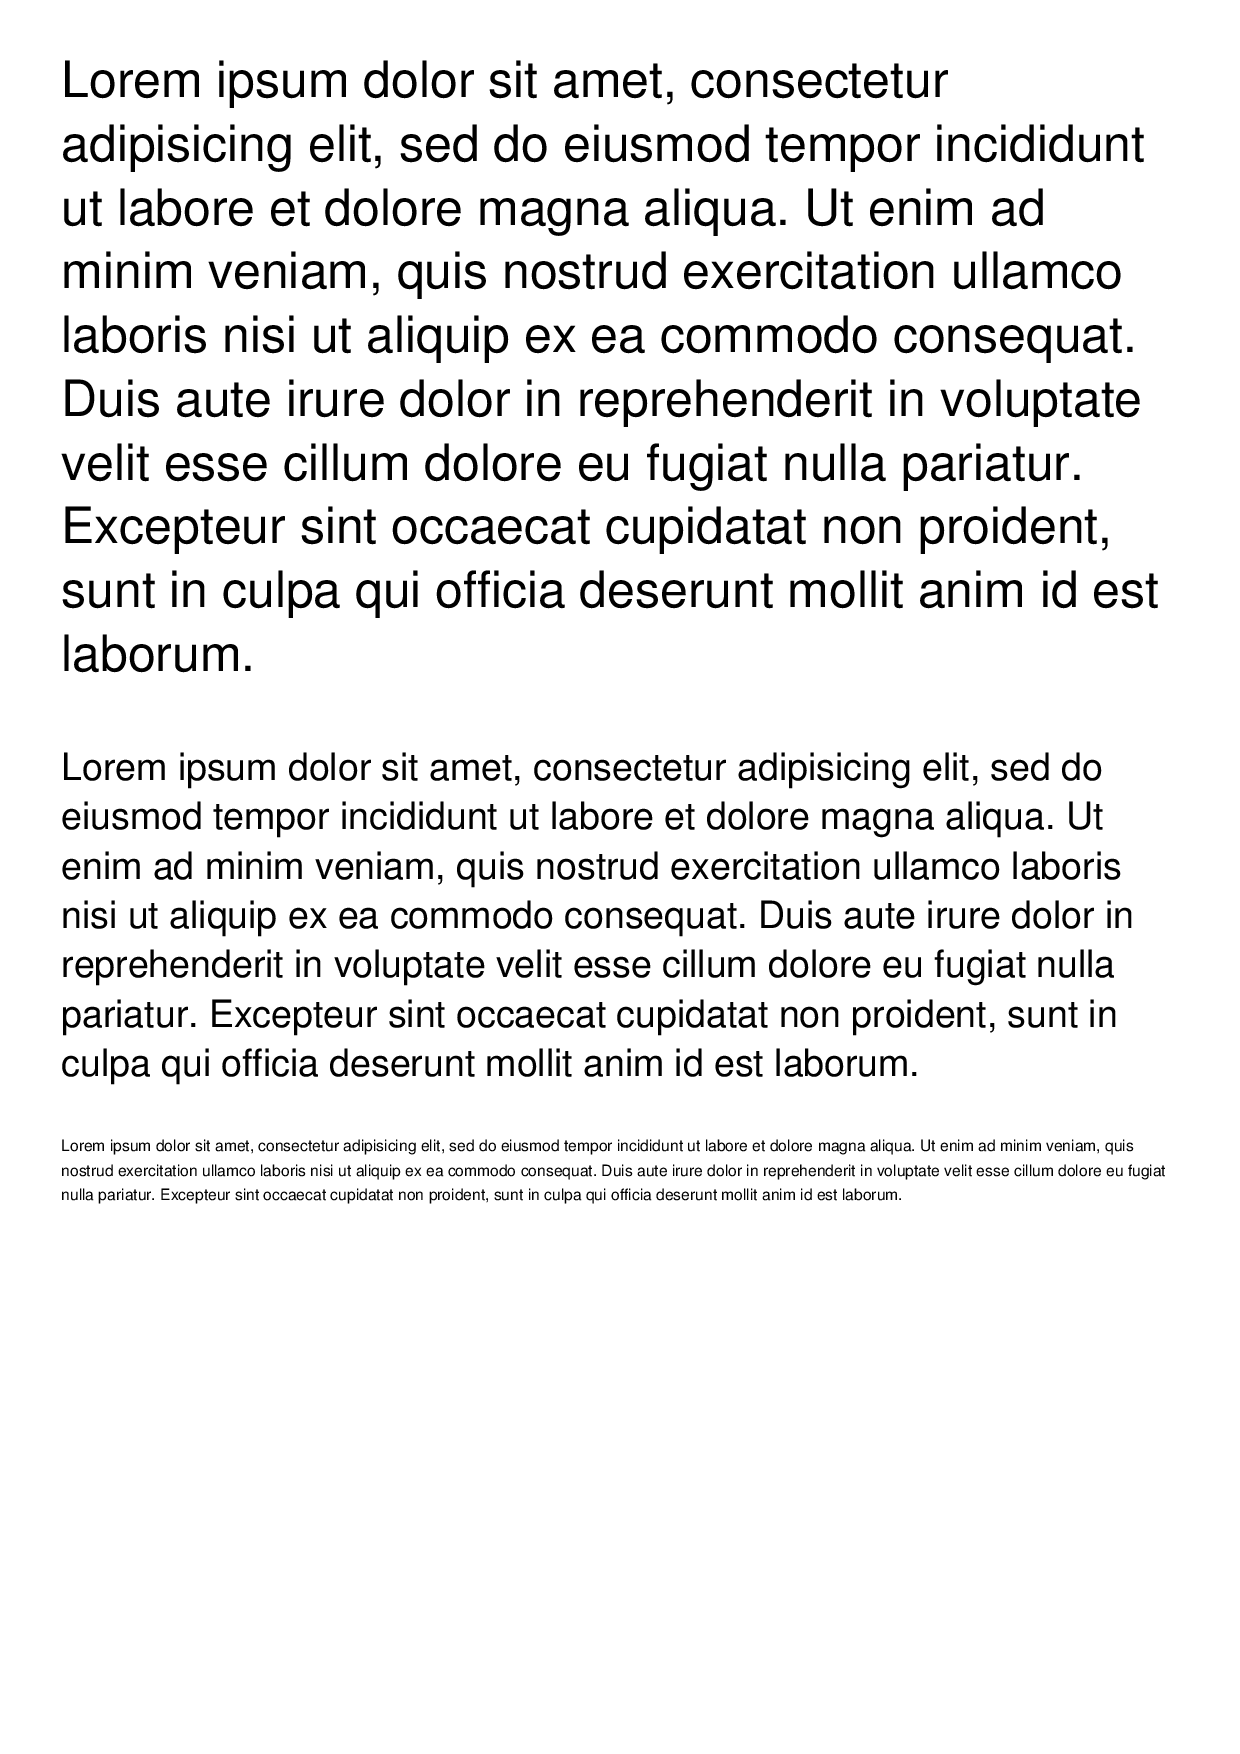 Lorem ipsum dolor sit amet, consectetur
adipisicing elit, sed do eiusmod tempor incididunt
ut labore et dolore magna aliqua. Ut enim ad
minim veniam, quis nostrud exercitation ullamco
laboris nisi ut aliquip ex ea commodo consequat.
Duis aute irure dolor in reprehenderit in voluptate
velit esse cillum dolore eu fugiat nulla pariatur.
Excepteur sint occaecat cupidatat non proident,
sunt in culpa qui officia deserunt mollit anim id est
laborum.
Lorem ipsum dolor sit amet, consectetur adipisicing elit, sed do
eiusmod tempor incididunt ut labore et dolore magna aliqua. Ut
enim ad minim veniam, quis nostrud exercitation ullamco laboris
nisi ut aliquip ex ea commodo consequat. Duis aute irure dolor in
reprehenderit in voluptate velit esse cillum dolore eu fugiat nulla
pariatur. Excepteur sint occaecat cupidatat non proident, sunt in
culpa qui officia deserunt mollit anim id est laborum.
Lorem ipsum dolor sit amet, consectetur adipisicing elit, sed do eiusmod tempor incididunt ut labore et dolore magna aliqua. Ut enim ad minim veniam, quis
nostrud exercitation ullamco laboris nisi ut aliquip ex ea commodo consequat. Duis aute irure dolor in reprehenderit in voluptate velit esse cillum dolore eu fugiat
nulla pariatur. Excepteur sint occaecat cupidatat non proident, sunt in culpa qui officia deserunt mollit anim id est laborum.